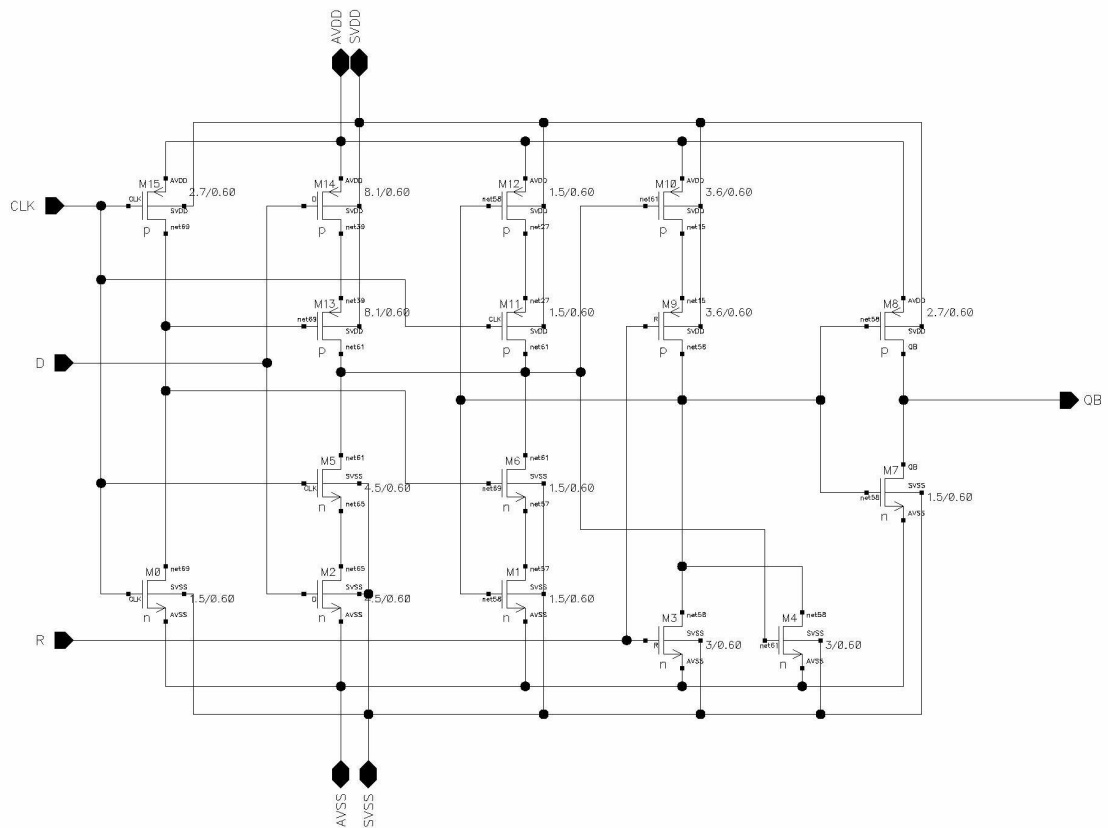 AVDD
SVDD
M15
AVDD
2.7/0.60
CLK
SVDD
p
net69
M14
AVDD
8.1/0.60
D
SVDD
p
net39
M12
AVDD
1.5/0.60
net58
SVDD
p
net27
M10
AVDD
3.6/0.60
net61
SVDD
p
net15
CLK
M13
net39
8.1/0.60
net69
SVDD
p
net61
M11
net27
1.5/0.60
CLK
SVDD
p
net61
M9
net15
3.6/0.60
R
SVDD
p
net58
M8
AVDD
2.7/0.60
net58
SVDD
p
QB
D
QB
M5
net61
SVSS
4.5/0.60
CLK
n
net65
M6
net61
SVSS
1.5/0.60
net69
n
net57
M7
QB
SVSS
1.5/0.60
net58
n
AVSS
M0
net69
SVSS
1.5/0.60
CLK
n
AVSS
M2
net65
SVSS
4.5/0.60
D
n
AVSS
M1
net57
SVSS
1.5/0.60
net58
n
AVSS
R
M3
net58
SVSS
3/0.60
R
n
AVSS
M4
net58
SVSS
3/0.60
net61
n
AVSS
AVSS
SVSS